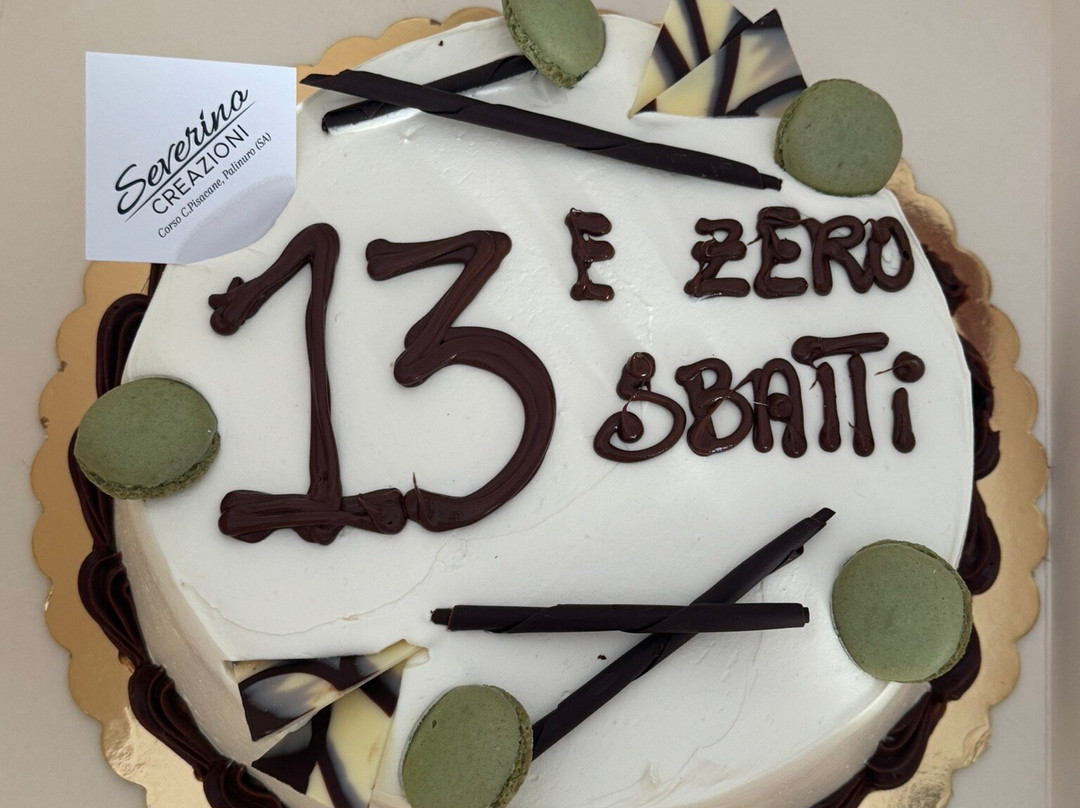 Severino
CREAZIONI
Corso C.Pisacane, Palinuro (SA)
13 E ZERO
SBATTi